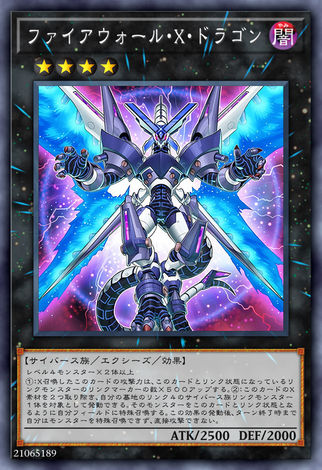 ファイアウォール・X・ドラゴン
やみ
闇
【サイバース族／エクシーズ／効果】
レベル4モンスター×2体以上
①:X召喚したこのカードの攻撃力は、このカードとリンク状態になっているリ
ンクモンスターのリンクマーカーの数×500アップする。②:このカードのX
素材を2つ取り除き、自分の墓地のリンク4のサイバース族リンクモンスター
1体を対象として発動できる。そのモンスターをこのカードとリンク状態とな
るように自分フィールドに特殊召喚する。この効果の発動後、ターン終了時まで
自分はモンスターを特殊召喚できず、直接攻撃できない。
ATK/2500 DEF/2000
21065189